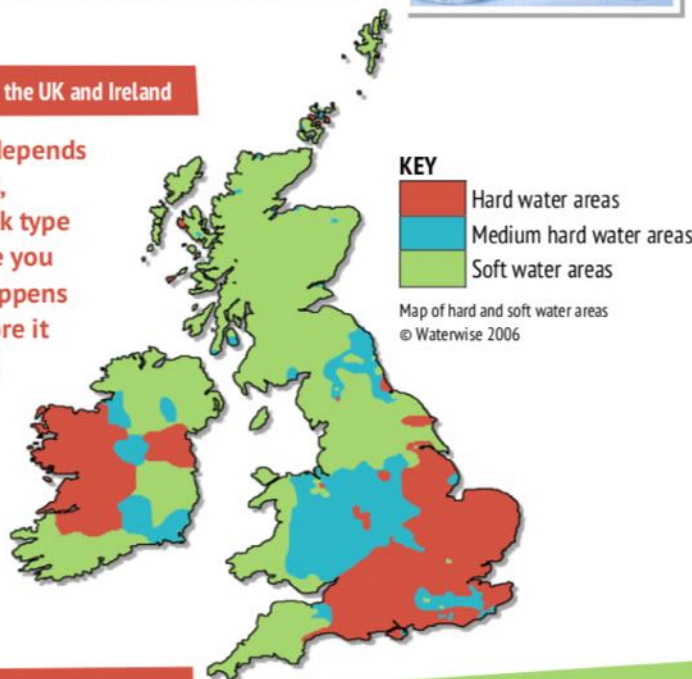 the UK and Ireland
depends
k type
e you
ppens
re it
KEY
Hard water areas
Medium hard water areas
Soft water areas
Map of hard and soft water areas
© Waterwise 2006